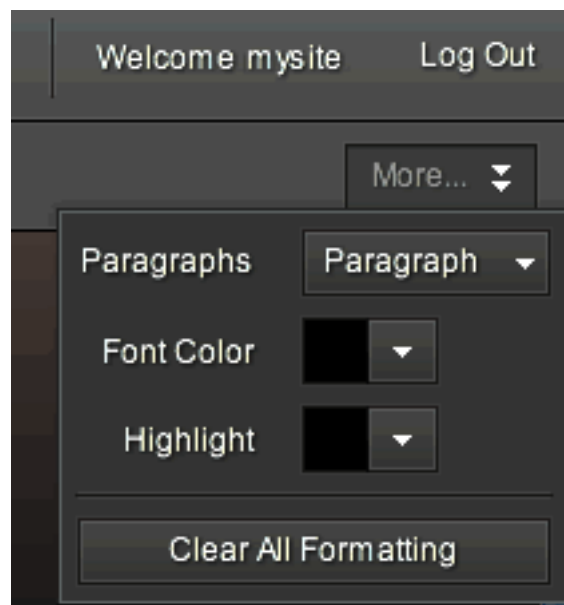 Welcome mysite Log Out
More...
Paragraphs Paragraph
Font Color
Highlight
Clear All Formatting